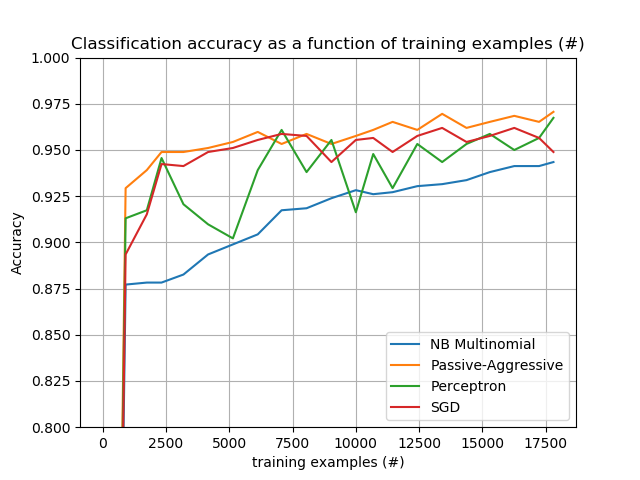 Classification accuracy as a function of training examples (#)
1.000
0.975
0.950
0.925
0.900
0.875
0.850
0.825
0.800
Accuracy
NB Multinomial
Passive-Aggressive
Perceptron
SGD
0 2500 5000 7500 10000 12500 15000 17500
training examples (#)